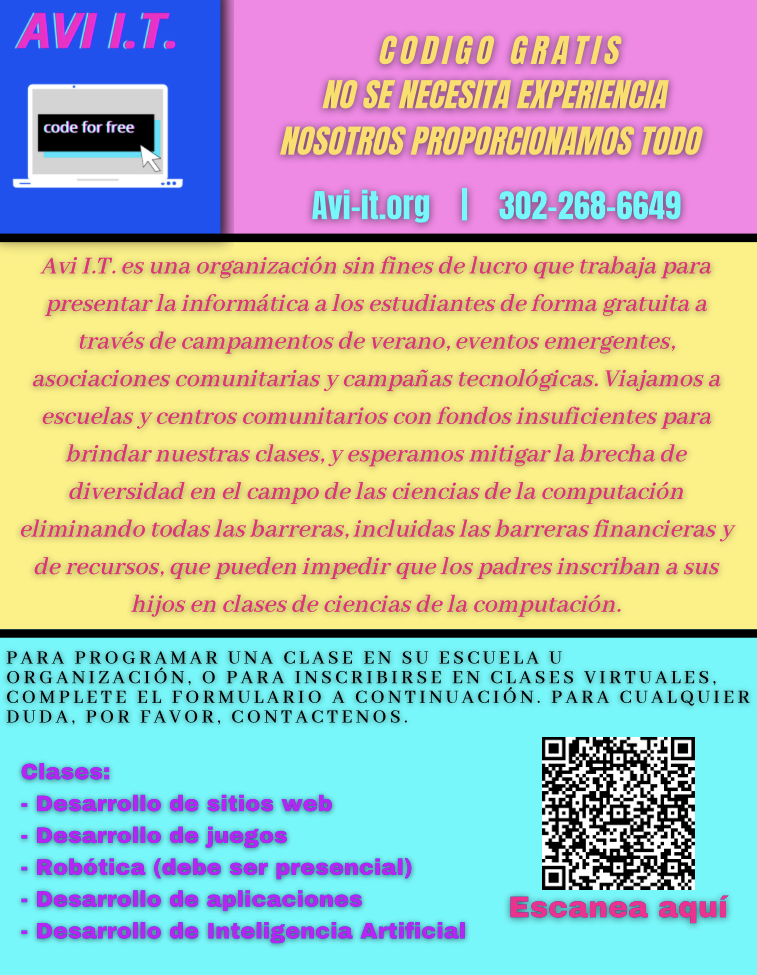 AVI I.T.
code for free
CODIGO GRATIS
NO SE NECESITA EXPERIENCIA
NOSOTROS PROPORCIONAMOS TODO
Avi-it.org | 302-268-6649
Avi I.T. es una organización sin fines de lucro que trabaja para
presentar la informática a los estudiantes de forma gratuita a
través de campamentos de verano, eventos emergentes,
asociaciones comunitarias y campañas tecnológicas. Viajamos a
escuelas y centros comunitarios con fondos insuficientes para
brindar nuestras clases, y esperamos mitigar la brecha de
diversidad en el campo de las ciencias de la computación
eliminando todas las barreras, incluidas las barreras financieras y
de recursos, que pueden impedir que los padres inscriban a sus
hijos en clases de ciencias de la computación.
PARA PROGRAMAR UNA CLASE EN SU ESCUELA U
ORGANIZACIÓN, O PARA INSCRIBIRSE EN CLASES VIRTUALES,
COMPLETE EL FORMULARIO A CONTINUACIÓN. PARA CUALQUIER
DUDA, POR FAVOR, CONTACTENOS.
Clases:
- Desarrollo de sitios web
- Desarrollo de juegos
- Robótica (debe ser presencial)
- Desarrollo de aplicaciones
- Desarrollo de Inteligencia Artificial
Escanea aquí